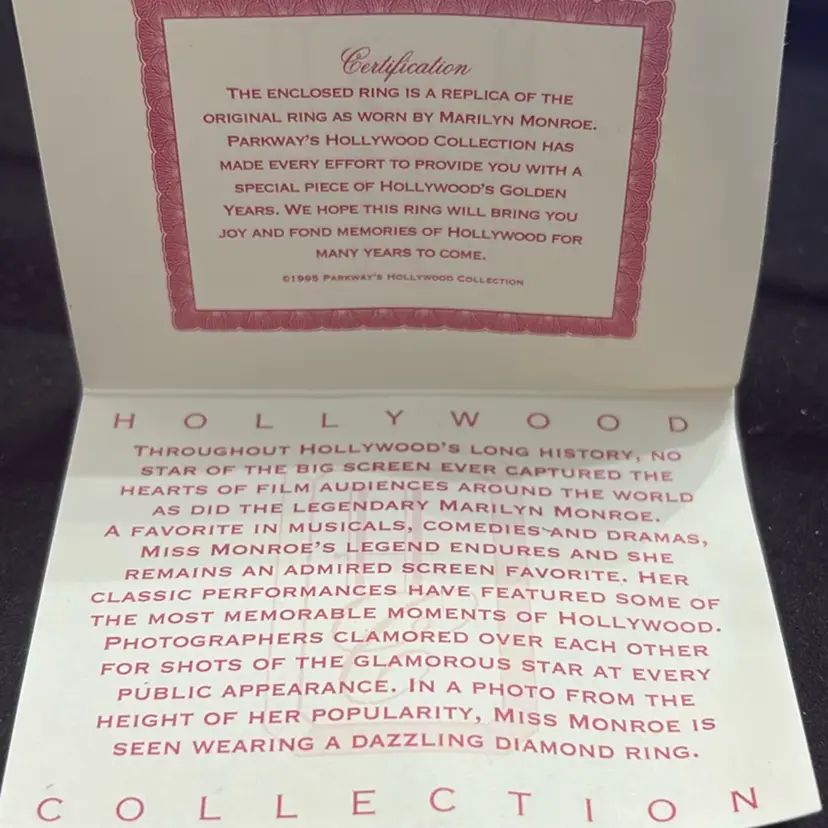 Certification
THE ENCLOSED RING IS A REPLICA OF THE
ORIGINAL RING AS WORN BY MARILYN MONROE.
PARKWAY'S HOLLYWOOD COLLECTION HAS
MADE EVERY EFFORT TO PROVIDE YOU WITH A
SPECIAL PIECE OF HOLLYWOOD'S GOLDEN
YEARS. WE HOPE THIS RING WILL BRING YOU
JOY AND FOND MEMORIES OF HOLLYWOOD FOR
MANY YEARS TO COME.
©1995 PARKWAY'S HOLLYWOOD COLLECTION
HOLLYWOOD
THROUGHOUT HOLLYWOOD'S LONG HISTORY, NO
STAR OF THE BIG SCREEN EVER CAPTURED THE
HEARTS OF FILM AUDIENCES AROUND THE WORLD
AS DID THE LEGENDARY MARILYN MONROE.
A FAVORITE IN MUSICALS, COMEDIES AND DRAMAS,
MISS MONROE'S LEGEND ENDURES AND SHE
REMAINS AN ADMIRED SCREEN FAVORITE. HER
CLASSIC PERFORMANCES HAVE FEATURED SOME OF
THE MOST MEMORABLE MOMENTS OF HOLLYWOOD.
PHOTOGRAPHERS CLAMORED OVER EACH OTHER
FOR SHOTS OF THE GLAMOROUS STAR AT EVERY
PUBLIC APPEARANCE. IN A PHOTO FROM THE
HEIGHT OF HER POPULARITY, MISS MONROE IS
SEEN WEARING A DAZZLING DIAMOND RING.
COLLECTION